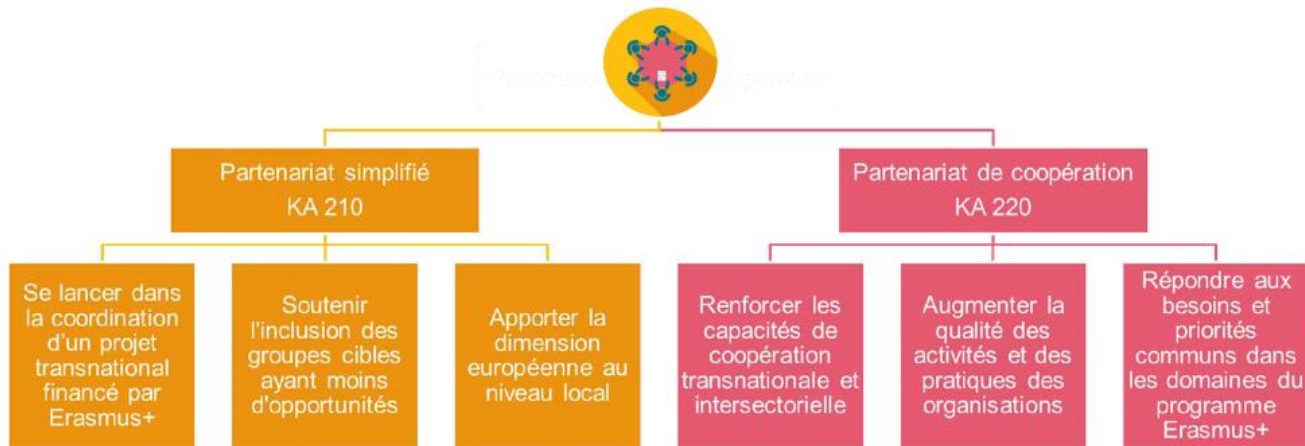 Partenariat simplifié
KA 210
Partenariat de coopération
KA 220
Se lancer dans
la coordination
d'un projet
transnational
financé par
Erasmus+
Soutenir
l'inclusion des
groupes cibles
ayant moins
d'opportunités
Apporter la
dimension
européenne au
niveau local
Renforcer les
capacités de
coopération
transnationale et
intersectorielle
Augmenter la
qualité des
activités et des
pratiques des
organisations
Répondre aux
besoins et
priorités
communs dans
les domaines du
programme
Erasmus+